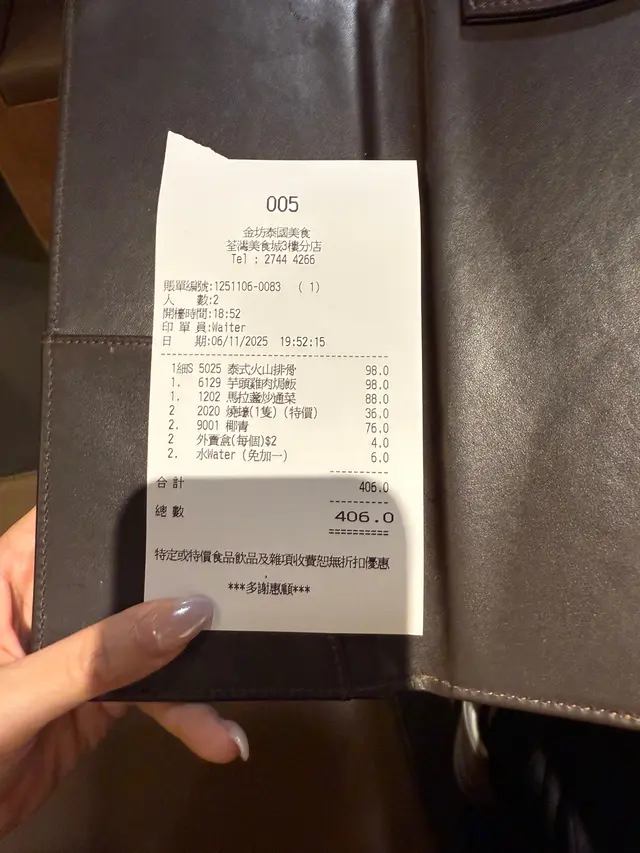 005
金坊泰國美食
荃灣美食城3樓分店
Tel : 2744 4266
賬單編號:1251106-0083 ( 1)
人 數:2
開檯時間:18:52
印 單 員:Waiter
日 期:06/11/2025 19:52:15
1細S 5025 泰式火山排骨 98.0
1. 6129 芋頭雞肉焗飯 98.0
1. 1202 馬拉盞炒通菜 88.0
2 2020 燒蠔(1隻) (特價) 36.0
2. 9001 椰青 76.0
2 外賣盒(每個)$2 4.0
2. 水Water (免加一) 6.0
合 計 406.0
總 數 406.0
特定或特價食品飲品及雜項收費恕無折扣優惠
***多謝惠顧***